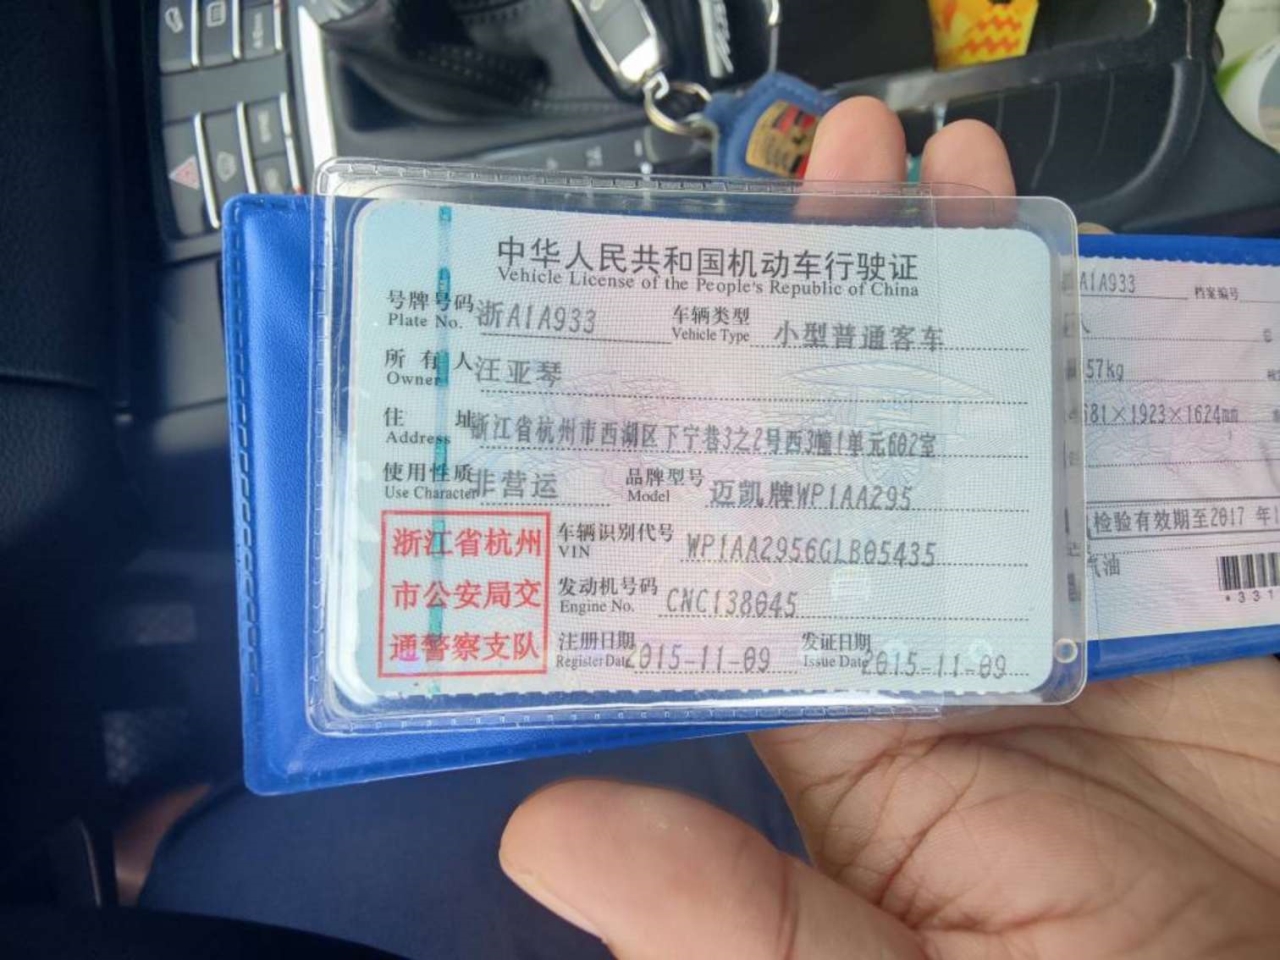 中华人民共和国机动车行驶证
Vehicle License of the People's Republic of China
号牌号码 浙A1A933 车辆类型 小型普通客车
Plate No. Vehicle Type
所有人 汪亚琴
Owner
住址 浙江省杭州市西湖区下宁巷3之2号西3幢1单元602室
Address
使用性质 非营运 品牌型号 迈凯牌WP1AA295
Use Character Model
浙江省杭州
市公安局交
通警察支队
车辆识别代号 WP1AA2956GLB05435
VIN
发动机号码 CNC138045
Engine No.
注册日期 2015-11-09 发证日期 2015-11-09
Register Date Issue Date
A1A933 档案编号
人
57kg
681×1923×1624mm
检验有效期至2017年
汽油
*331